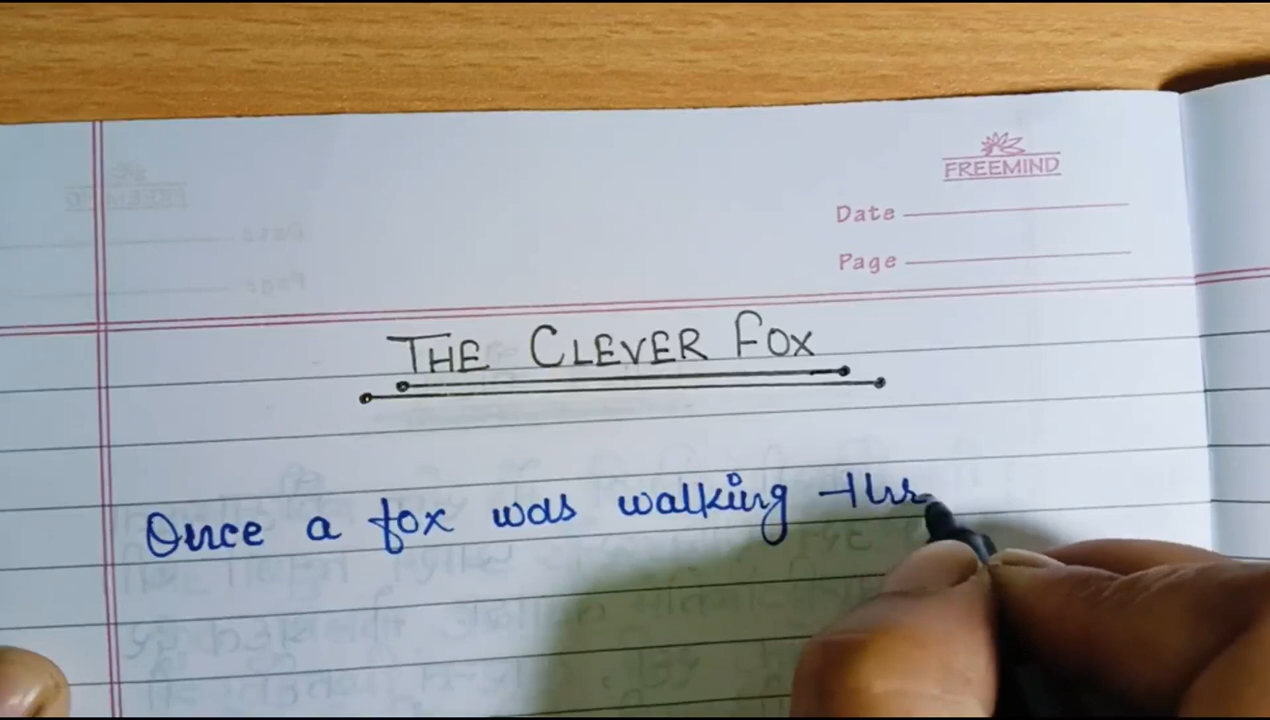 FREEMIND
Date
Page
THE CLEVER FOX
Once a fox was walking